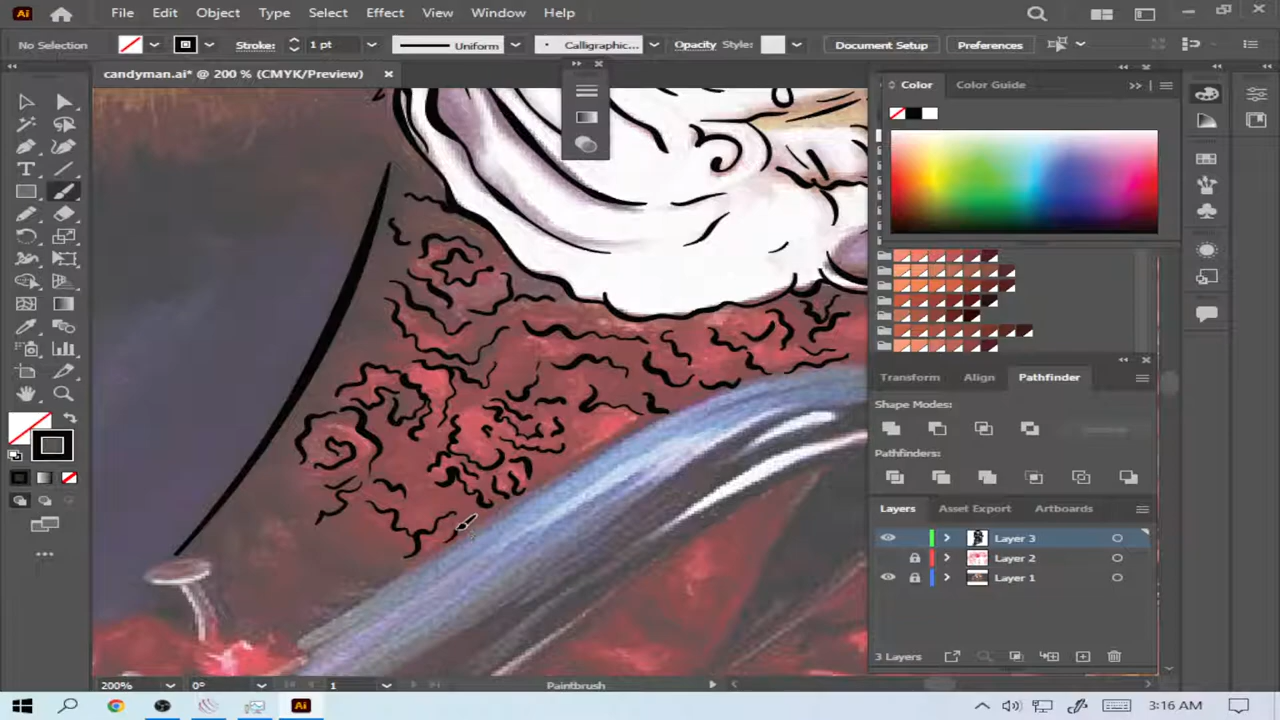 Ai File Edit Object Type Select Effect View Window Help
No Selection Stroke: 1 pt Uniform Calligraphic... Opacity Style: Document Setup Preferences
candyman.ai* @ 200 % (CMYK/Preview)
Color Color Guide
Transform Align Pathfinder
Shape Modes:
Pathfinders:
Layers Asset Export Artboards
Layer 3
Layer 2
Layer 1
3 Layers
200% 0° 1 Paintbrush
Ai 3:16 AM